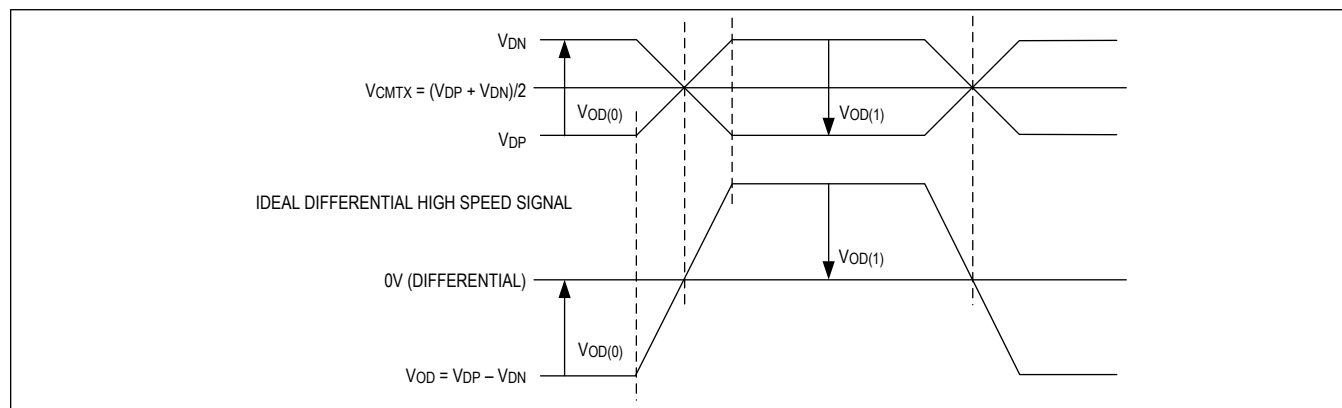 VDN
VCMTX = (VDP + VDN)/2
VOD(0)
VOD(1)
VDP
IDEAL DIFFERENTIAL HIGH SPEED SIGNAL
VOD(1)
0V (DIFFERENTIAL)
VOD(0)
VOD = VDP – VDN